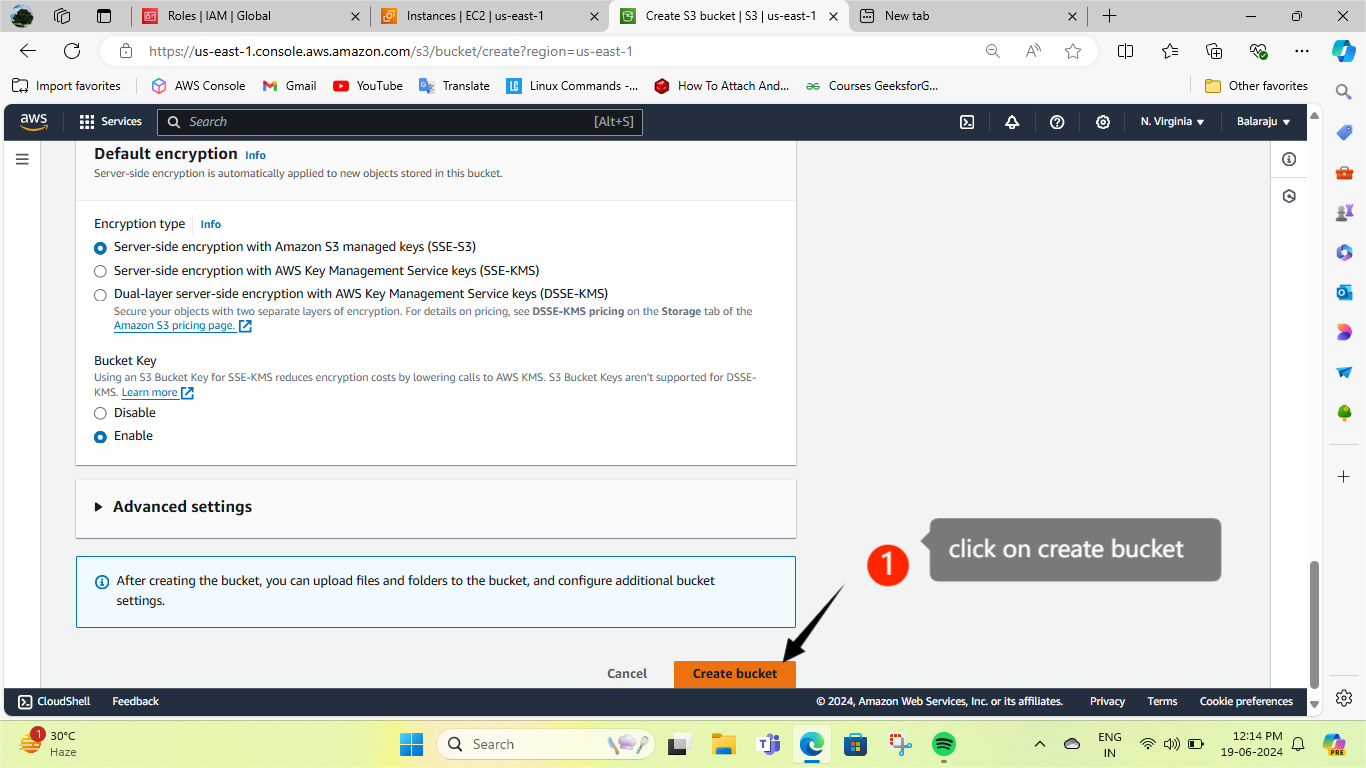 Roles | IAM | Global
Instances | EC2 | us-east-1
Create S3 bucket | S3 | us-east-1
New tab
https://us-east-1.console.aws.amazon.com/s3/bucket/create?region=us-east-1
Import favorites
AWS Console
Gmail
YouTube
Translate
Linux Commands -...
How To Attach And...
Courses GeeksforG...
Other favorites
aws
Services
Search
[Alt+S]
N. Virginia
Balaraju
Default encryption Info
Server-side encryption is automatically applied to new objects stored in this bucket.
Encryption type Info
Server-side encryption with Amazon S3 managed keys (SSE-S3)
Server-side encryption with AWS Key Management Service keys (SSE-KMS)
Dual-layer server-side encryption with AWS Key Management Service keys (DSSE-KMS)
Secure your objects with two separate layers of encryption. For details on pricing, see DSSE-KMS pricing on the Storage tab of the
Amazon S3 pricing page.
Bucket Key
Using an S3 Bucket Key for SSE-KMS reduces encryption costs by lowering calls to AWS KMS. S3 Bucket Keys aren't supported for DSSE-
KMS. Learn more
Disable
Enable
Advanced settings
1
click on create bucket
After creating the bucket, you can upload files and folders to the bucket, and configure additional bucket
settings.
Cancel
Create bucket
CloudShell
Feedback
© 2024, Amazon Web Services, Inc. or its affiliates.
Privacy
Terms
Cookie preferences
1
30°C
Haze
Search
ENG
IN
12:14 PM
19-06-2024
PRE